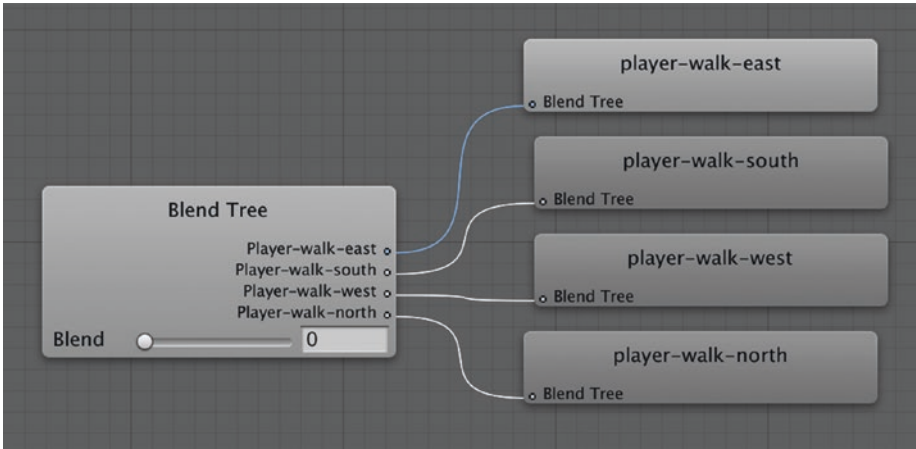 Blend Tree
Player-walk-east
Player-walk-south
Player-walk-west
Player-walk-north
Blend
0
player-walk-east
Blend Tree
player-walk-south
Blend Tree
player-walk-west
Blend Tree
player-walk-north
Blend Tree